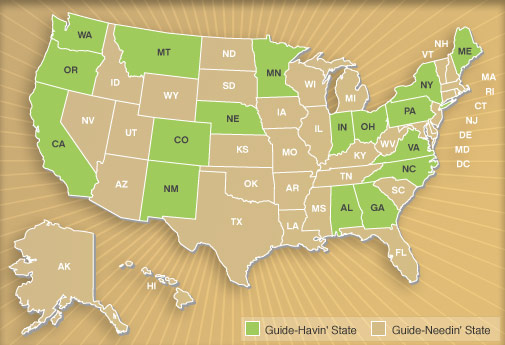 WA
MT
ND
MN
NH
VT
ME
OR
ID
SD
WI
MI
NY
MA
RI
CT
WY
IA
PA
NJ
NV
NE
IL
IN
OH
DE
UT
CO
KS
MO
WV
VA
MD
DC
CA
KY
NC
AZ
NM
OK
AR
TN
SC
TX
MS
AL
GA
LA
FL
AK
HI
Guide-Havin' State Guide-Needin' State